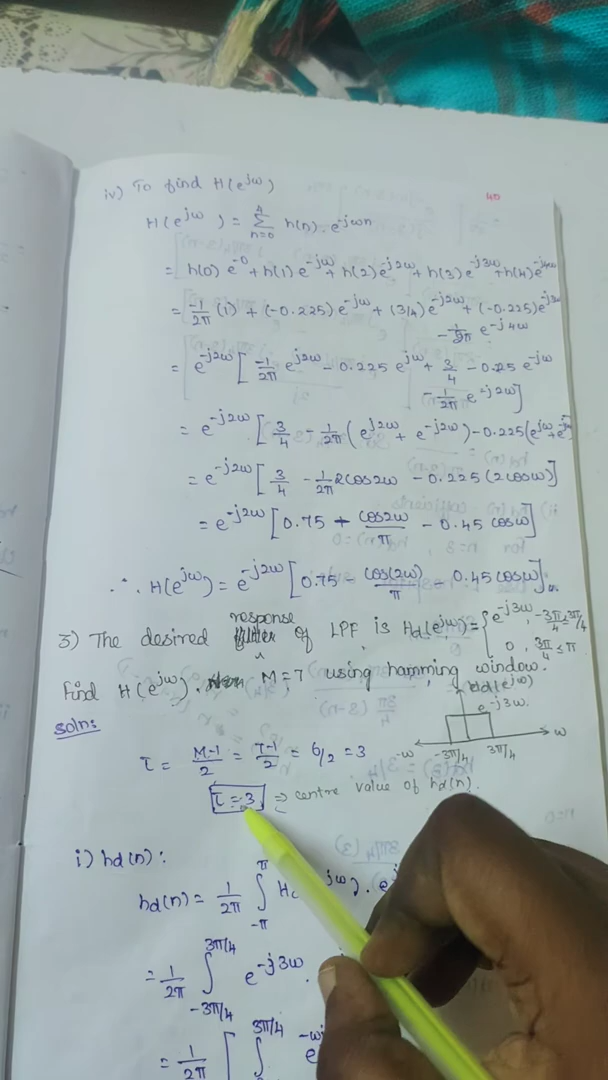 40
iv) To find H(e^jω)
H(e^jω) = Σ_{n=0}^{4} h(n) . e^-jωn
= h(0) e^-0 + h(1) e^-jω + h(2) e^-j2ω + h(3) e^-j3ω + h(4) e^-j4ω
= -1/2π (1) + (-0.225) e^-jω + (3/4) e^-j2ω + (-0.225) e^-j3ω
- 1/2π e^-j4ω
= e^-j2ω [ -1/2π e^j2ω - 0.225 e^jω + 3/4 - 0.25 e^-jω
- 1/2π e^-j2ω ]
= e^-j2ω [ 3/4 - 1/2π (e^j2ω + e^-j2ω) - 0.225 (e^jω + e^-jω) ]
= e^-j2ω [ 3/4 - 1/2π 2cos2ω - 0.225 (2cosω) ]
= e^-j2ω [ 0.75 - cos2ω/π - 0.45 cosω ]
∴ H(e^jω) = e^-j2ω [ 0.75 - cos(2ω)/π - 0.45 cosω ]
3) The desired response of LPF is Hd(e^jω) = { e^-j3ω , -3π/4 ≤ 3π/4
0 , 3π/4 ≤ π
Find H(e^jω). M=7 using hamming window.
Soln:
Hd(e^jω)
e^-j3ω.
-ω -3π/4 3π/4 ω
τ = M-1/2 = 7-1/2 = 6/2 = 3
τ = 3 ⇒ centre value of hd(n).
i) hd(n):
hd(n) = 1/2π ∫_{-π}^{π} H jω). e
= 1/2π ∫_{-3π/4}^{3π/4} e^-j3ω.
= 1/2π [ ∫^{3π/4} e